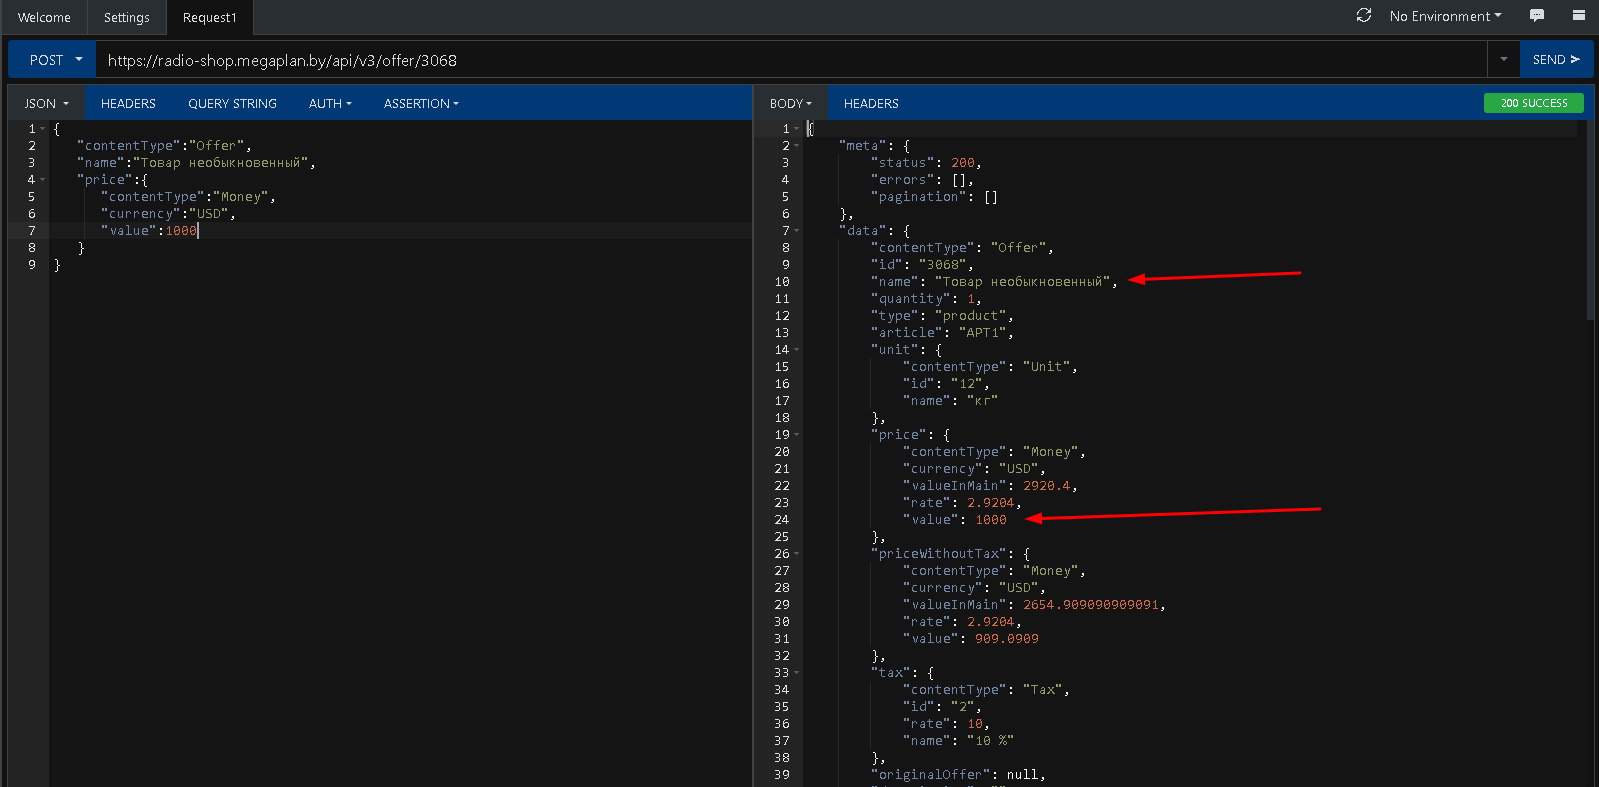 Welcome Settings Request1 No Environment
POST https://radio-shop.megaplan.by/api/v3/offer/3068 SEND
JSON HEADERS QUERY STRING AUTH ASSERTION
1 {
2 "contentType":"Offer",
3 "name":"Товар необыкновенный",
4 "price":{
5 "contentType":"Money",
6 "currency":"USD",
7 "value":1000
8 }
9 }
BODY HEADERS 200 SUCCESS
1 {
2 "meta": {
3 "status": 200,
4 "errors": [],
5 "pagination": []
6 },
7 "data": {
8 "contentType": "Offer",
9 "id": "3068",
10 "name": "Товар необыкновенный",
11 "quantity": 1,
12 "type": "product",
13 "article": "АРТ1",
14 "unit": {
15 "contentType": "Unit",
16 "id": "12",
17 "name": "кг"
18 },
19 "price": {
20 "contentType": "Money",
21 "currency": "USD",
22 "valueInMain": 2920.4,
23 "rate": 2.9204,
24 "value": 1000
25 },
26 "priceWithoutTax": {
27 "contentType": "Money",
28 "currency": "USD",
29 "valueInMain": 2654.909090909091,
30 "rate": 2.9204,
31 "value": 909.0909
32 },
33 "tax": {
34 "contentType": "Tax",
35 "id": "2",
36 "rate": 10,
37 "name": "10 %"
38 },
39 "originalOffer": null,